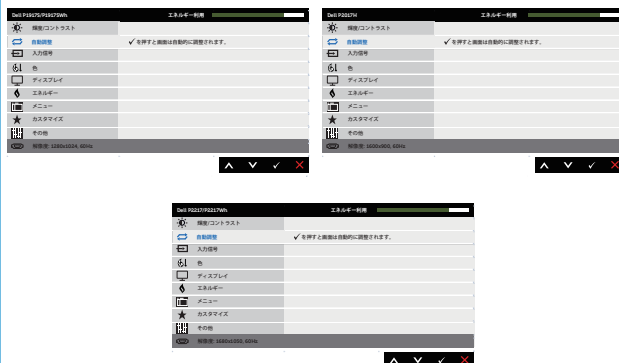 Dell P1917S/P1917SWh エネルギー利用
輝度/コントラスト
自動調整 ✓を押すと画面は自動的に調整されます。
入力信号
色
ディスプレイ
エネルギー
メニュー
カスタマイズ
その他
解像度: 1280x1024, 60Hz
Dell P2017H エネルギー利用
輝度/コントラスト
自動調整 ✓を押すと画面は自動的に調整されます。
入力信号
色
ディスプレイ
エネルギー
メニュー
カスタマイズ
その他
解像度: 1600x900, 60Hz
Dell P2217/P2217Wh エネルギー利用
輝度/コントラスト
自動調整 ✓を押すと画面は自動的に調整されます。
入力信号
色
ディスプレイ
エネルギー
メニュー
カスタマイズ
その他
解像度: 1680x1050, 60Hz